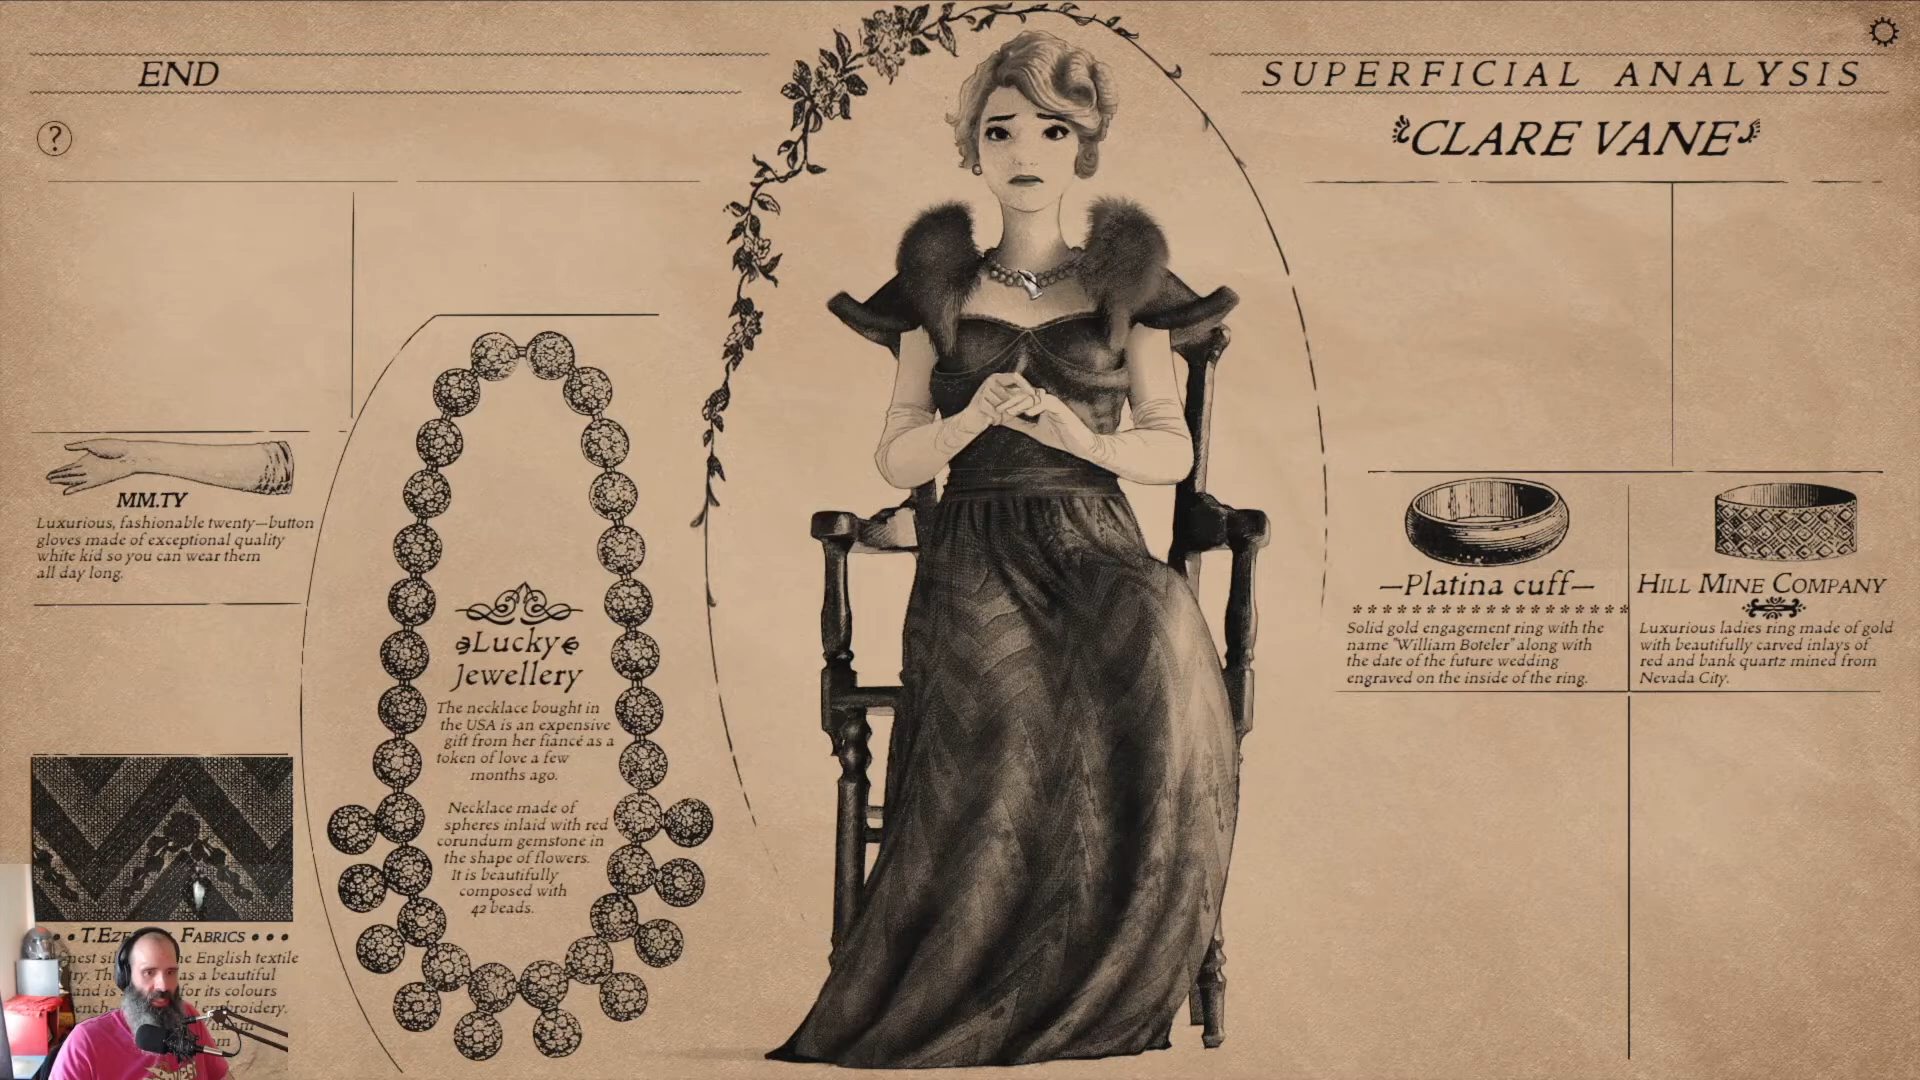 END
SUPERFICIAL ANALYSIS
CLARE VANE
?
MM.TY
Luxurious, fashionable twenty—button
gloves made of exceptional quality
white kid so you can wear them
all day long.
Lucky
Jewellery
The necklace bought in
the USA is an expensive
gift from her fiancé as a
token of love a few
months ago.
Necklace made of
spheres inlaid with red
corundum gemstone in
the shape of flowers.
It is beautifully
composed with
42 beads.
FABRICS
English textile
as a beautiful
and is for its colours
embroidery.
—Platina cuff—
Solid gold engagement ring with the
name "William Boteler" along with
the date of the future wedding
engraved on the inside of the ring.
HILL MINE COMPANY
Luxurious ladies ring made of gold
with beautifully carved inlays of
red and bank quartz mined from
Nevada City.